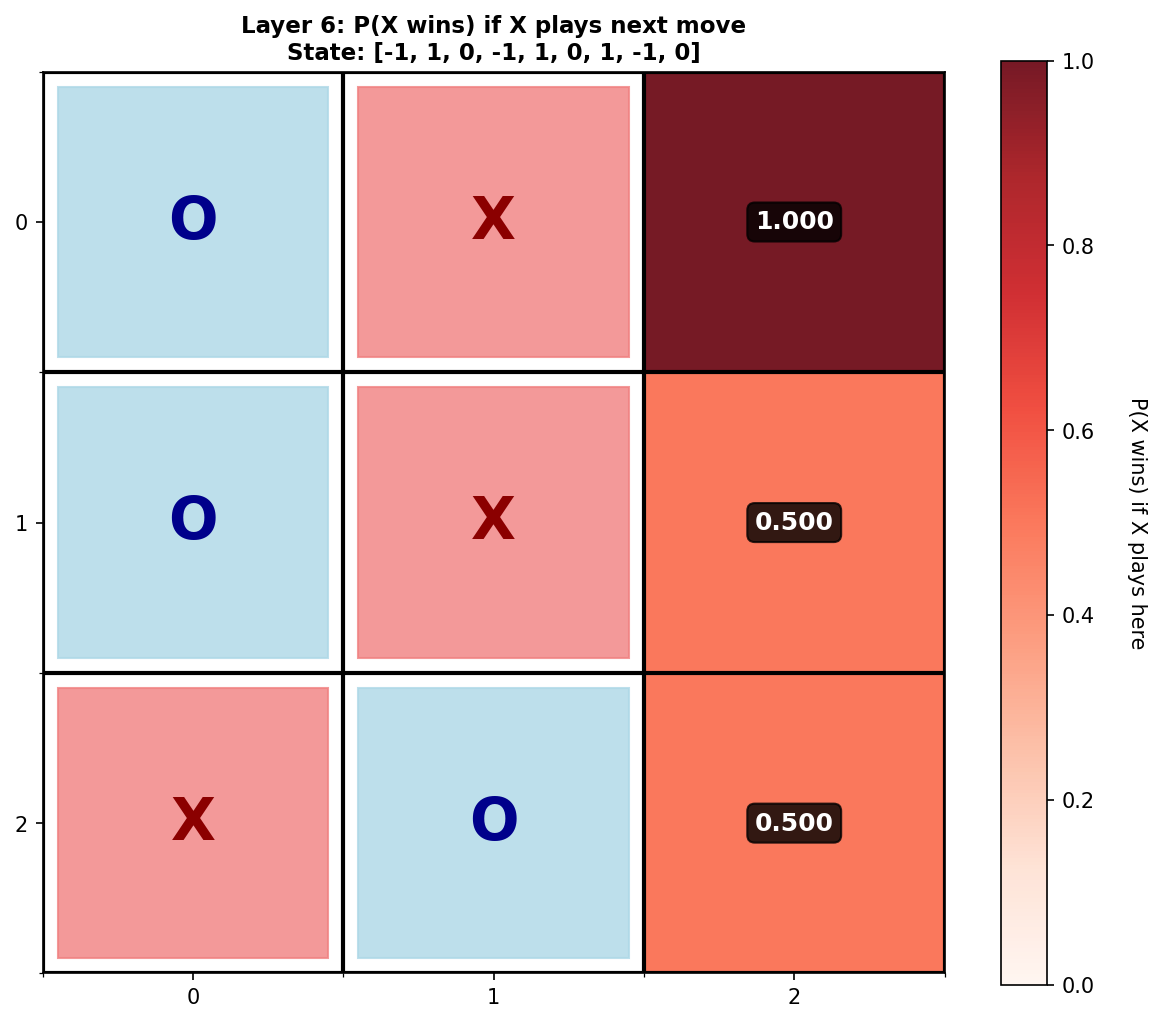 Layer 6: P(X wins) if X plays next move
State: [-1, 1, 0, -1, 1, 0, 1, -1, 0]
0
O
X
1.000
1
O
X
0.500
2
X
O
0.500
0
1
2
1.0
0.8
0.6
0.4
0.2
0.0
P(X wins) if X plays here